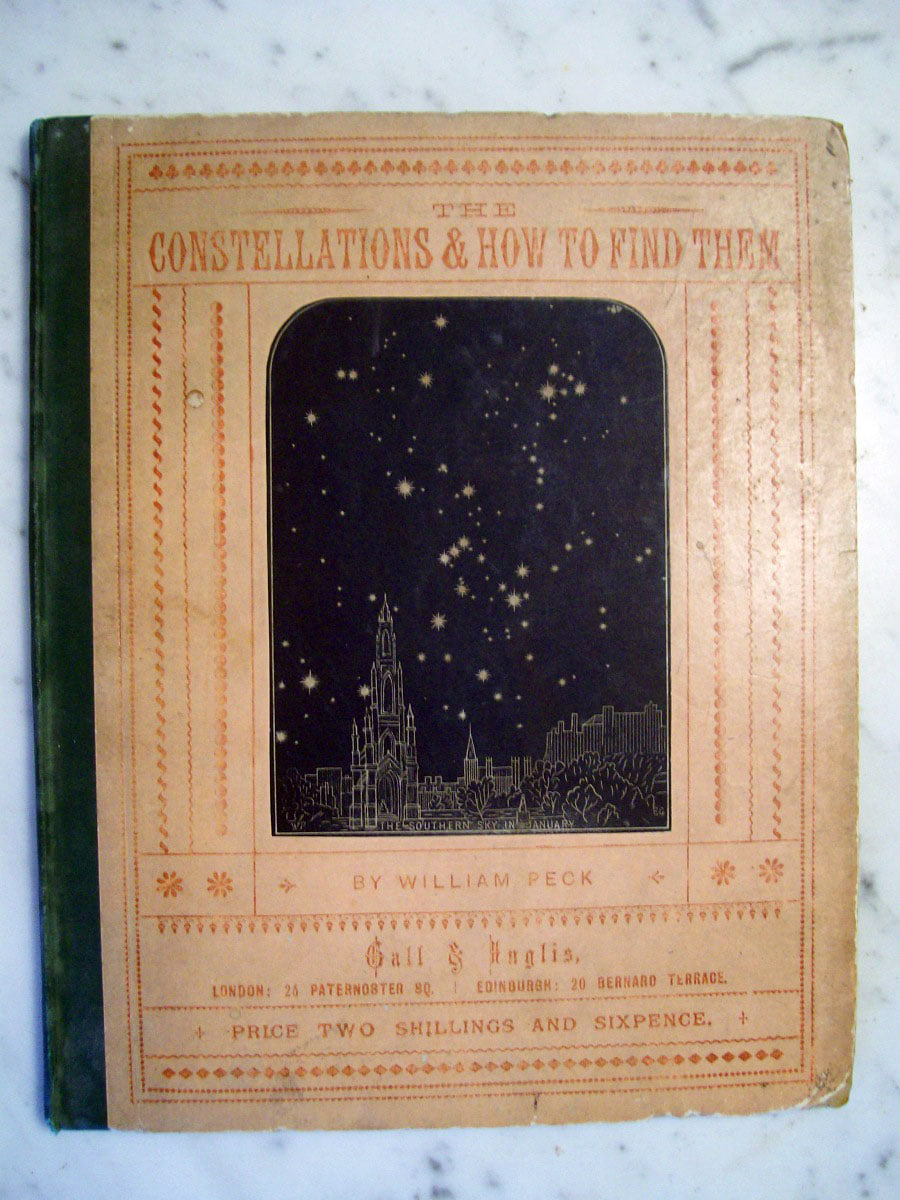 THE
CONSTELLATIONS & HOW TO FIND THEM
THE SOUTHERN SKY IN JANUARY
BY WILLIAM PECK
Gall & Inglis,
LONDON: 25 PATERNOSTER SQ. | EDINBURGH: 20 BERNARD TERRACE.
PRICE TWO SHILLINGS AND SIXPENCE.